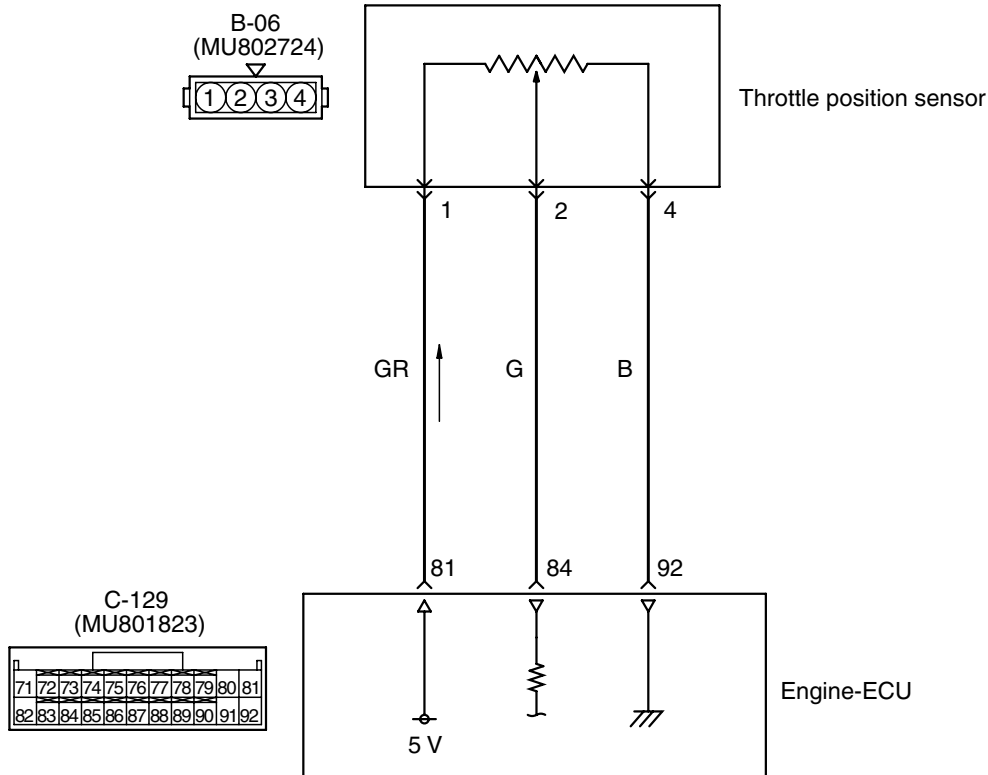 B-06
(MU802724)
1 2 3 4
Throttle position sensor
1 2 4
GR G B
81 84 92
C-129
(MU801823)
71 72 73 74 75 76 77 78 79 80 81
82 83 84 85 86 87 88 89 90 91 92
Engine-ECU
5 V